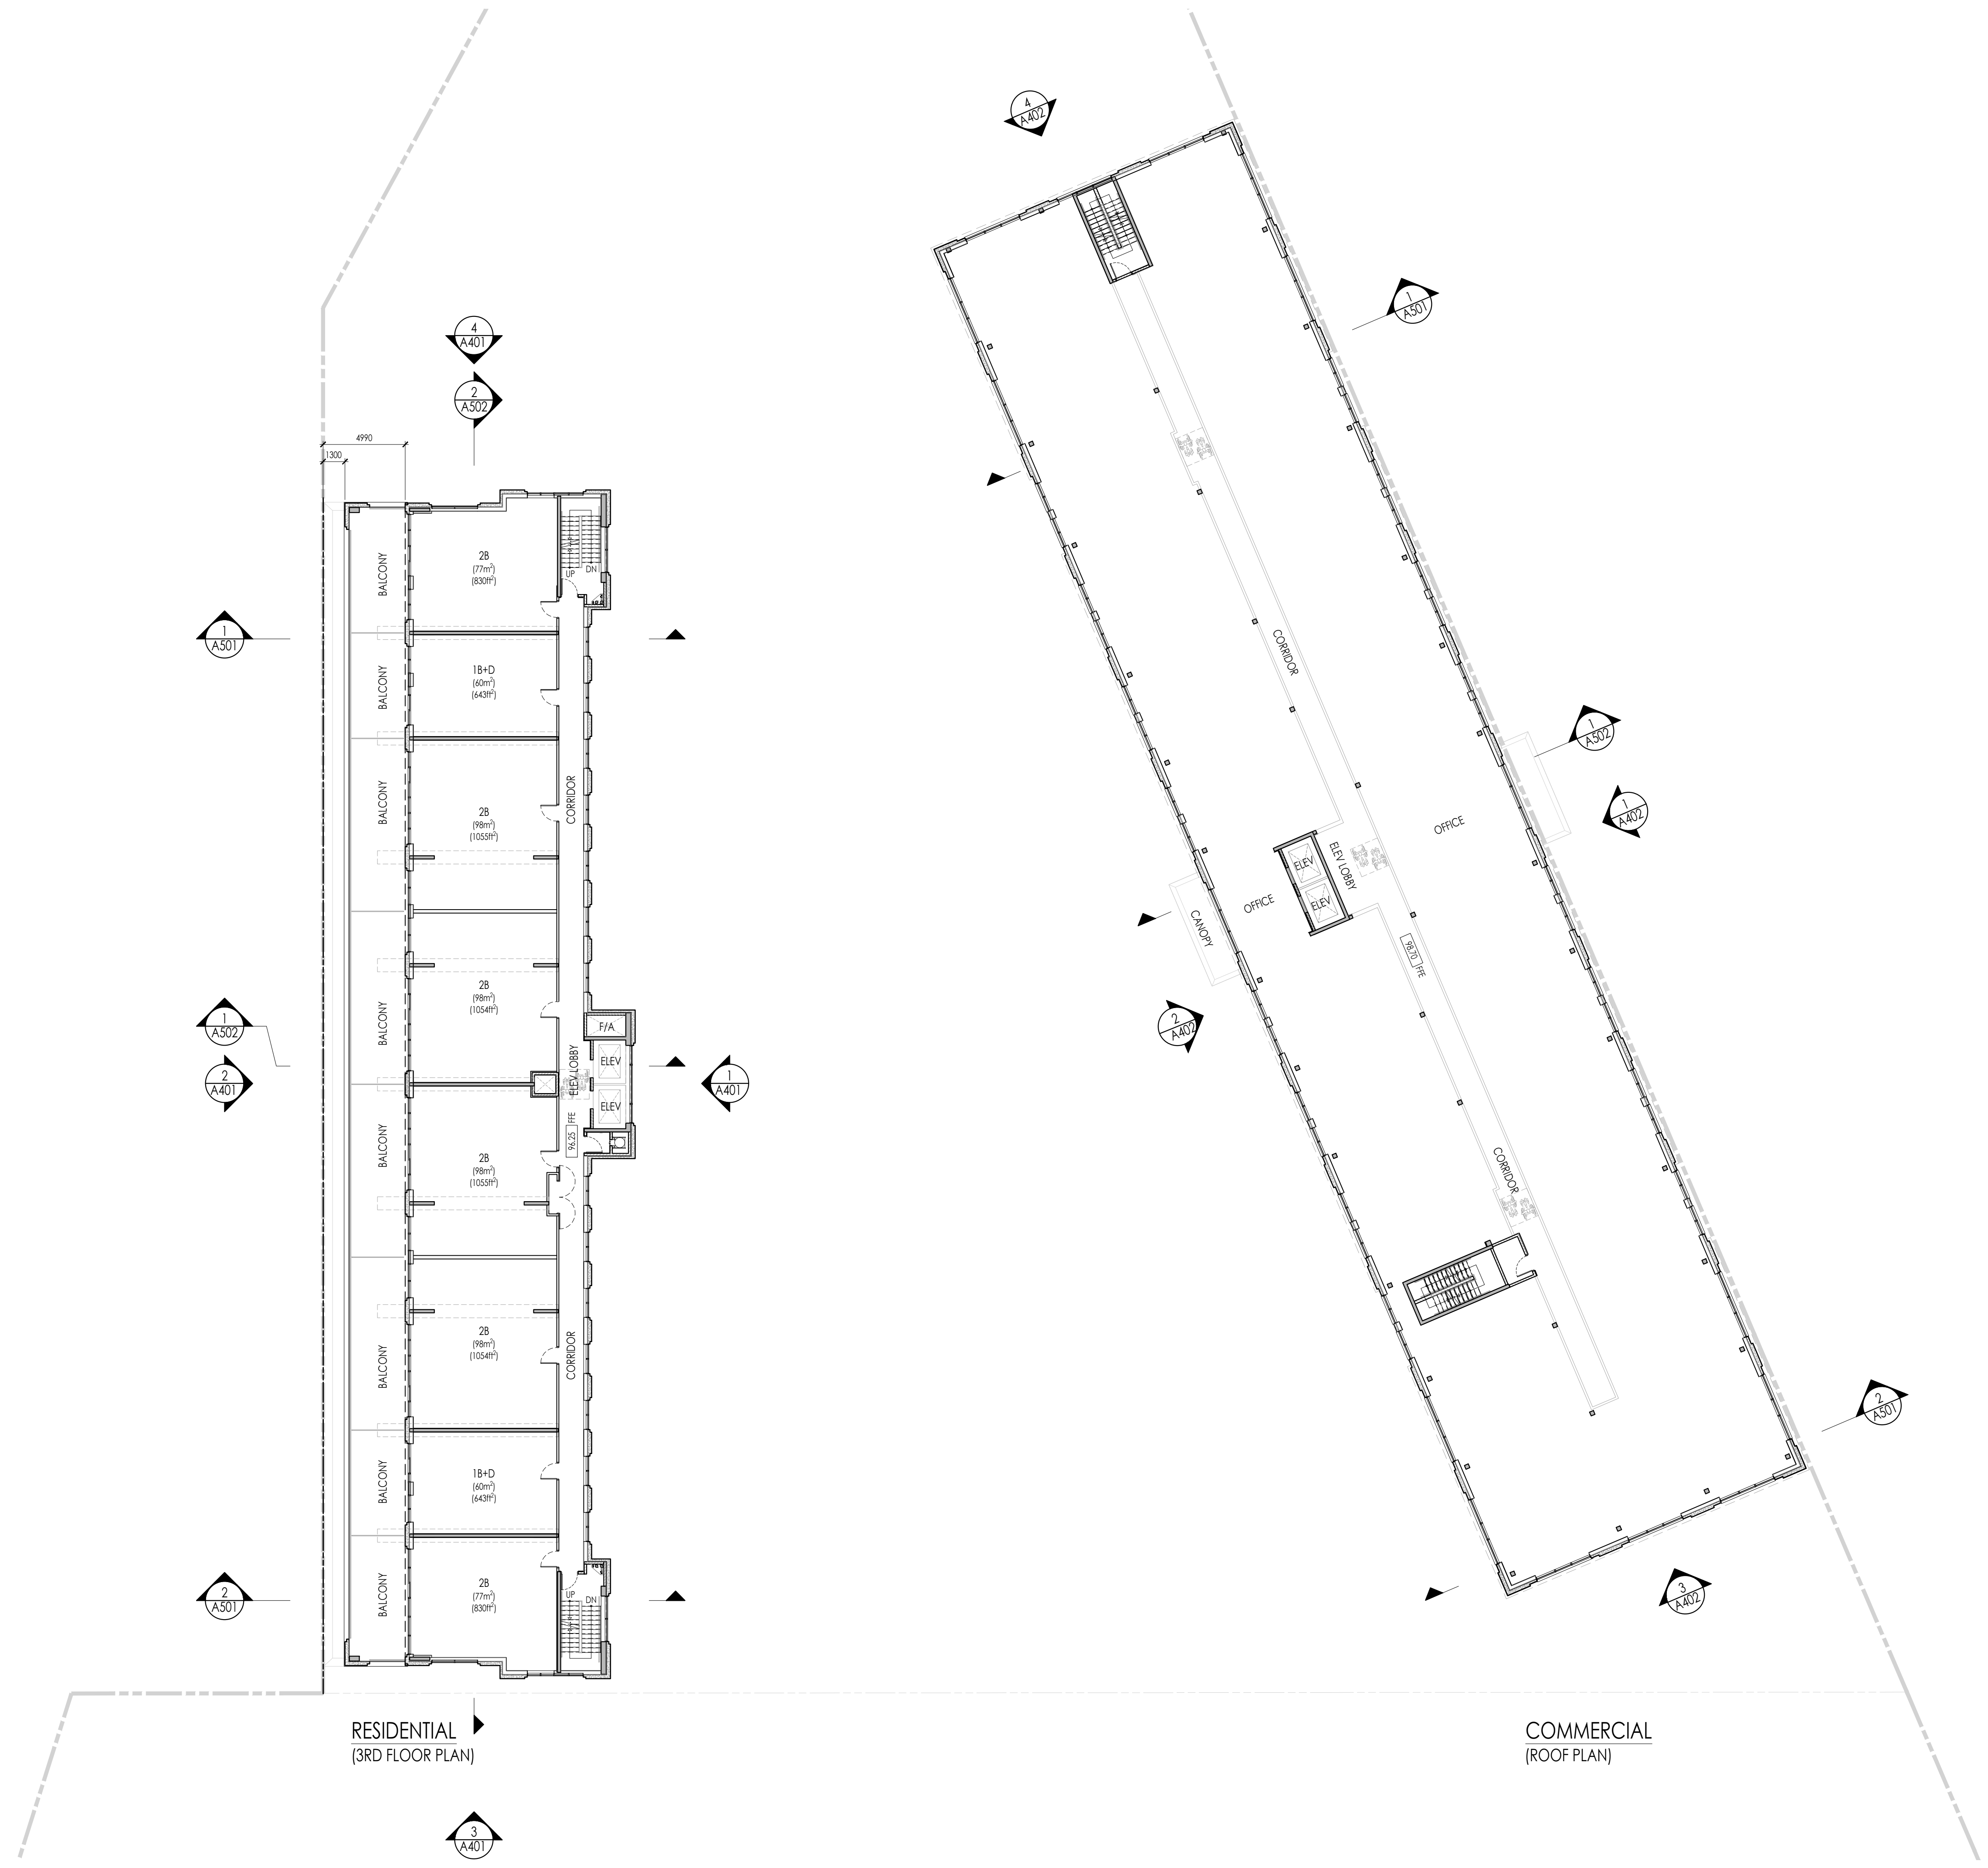 4
A402
1
A501
4
A401
2
A502
4990
1300
BALCONY
2B
(77m²)
(830ft²)
UP
DN
1
A501
BALCONY
1B+D
(60m²)
(643ft²)
CORRIDOR
1
A502
BALCONY
2B
(98m²)
(1055ft²)
CORRIDOR
1
A402
OFFICE
ELEV
ELEV LOBBY
ELEV
OFFICE
CANOPY
98.70
FFE
BALCONY
2B
(98m²)
(1054ft²)
1
A502
F/A
2
A402
2
A401
ELEV LOBBY
ELEV
ELEV
1
A401
96.25
FFE
BALCONY
2B
(98m²)
(1055ft²)
CORRIDOR
BALCONY
2B
(98m²)
(1054ft²)
CORRIDOR
2
A501
BALCONY
1B+D
(60m²)
(643ft²)
2
A501
BALCONY
2B
(77m²)
(830ft²)
UP
DN
3
A402
RESIDENTIAL
(3RD FLOOR PLAN)
COMMERCIAL
(ROOF PLAN)
3
A401